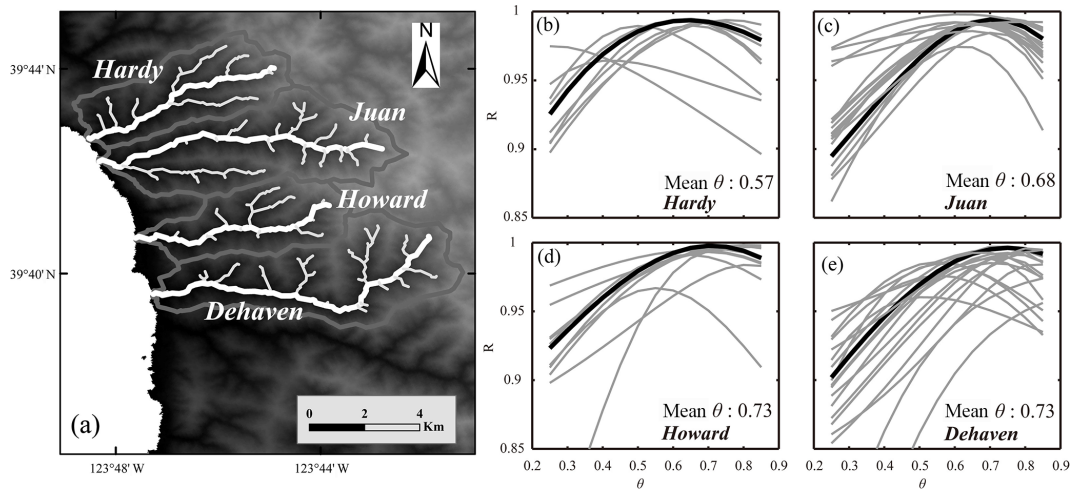 N
39°44' N
39°40' N
Hardy
Juan
Howard
Dehaven
(a)
0 2 4
Km
123°48' W 123°44' W
(b)
1
0.95
0.9
0.85
R
Mean θ : 0.57
Hardy
(c)
Mean θ : 0.68
Juan
(d)
1
0.95
0.9
0.85
R
Mean θ : 0.73
Howard
0.2 0.3 0.4 0.5 0.6 0.7 0.8 0.9
θ
(e)
Mean θ : 0.73
Dehaven
0.2 0.3 0.4 0.5 0.6 0.7 0.8 0.9
θ